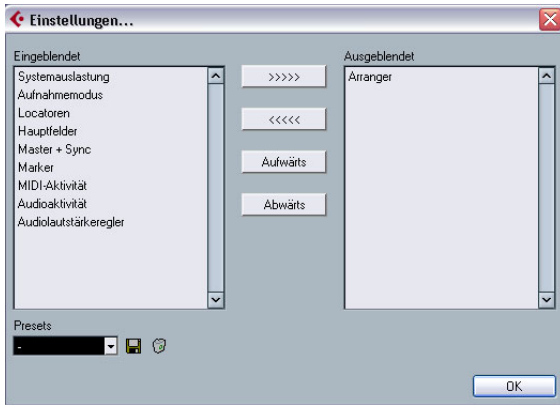 Einstellungen...
Eingeblendet
Systemauslastung
Aufnahmemodus
Locatoren
Hauptfelder
Master + Sync
Marker
MIDI-Aktivität
Audioaktivität
Audiolautstärkeregler
>>>>>
<<<<<
Aufwärts
Abwärts
Ausgeblendet
Arranger
Presets
-
OK